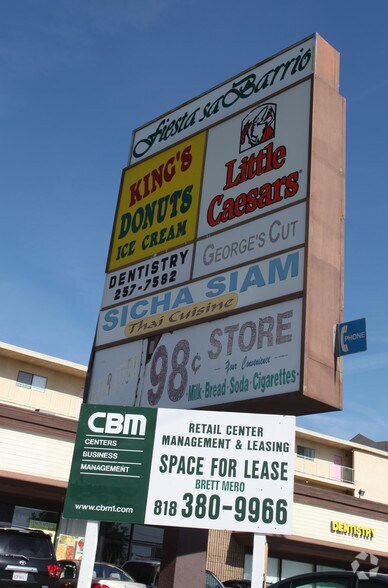 Fiesta sa Barrio
KING'S
DONUTS
ICE CREAM
Little
Caesars®
DENTISTRY
257-7582
GEORGE'S CUT
SICHA SIAM
Thai Cuisine
98¢ STORE
Your Convenience
Milk-Bread-Soda-Cigarettes
PHONE
CBM
CENTERS
BUSINESS
MANAGEMENT
www.cbm1.com
RETAIL CENTER
MANAGEMENT & LEASING
SPACE FOR LEASE
BRETT MERO
818 380-9966
DENTISTRY